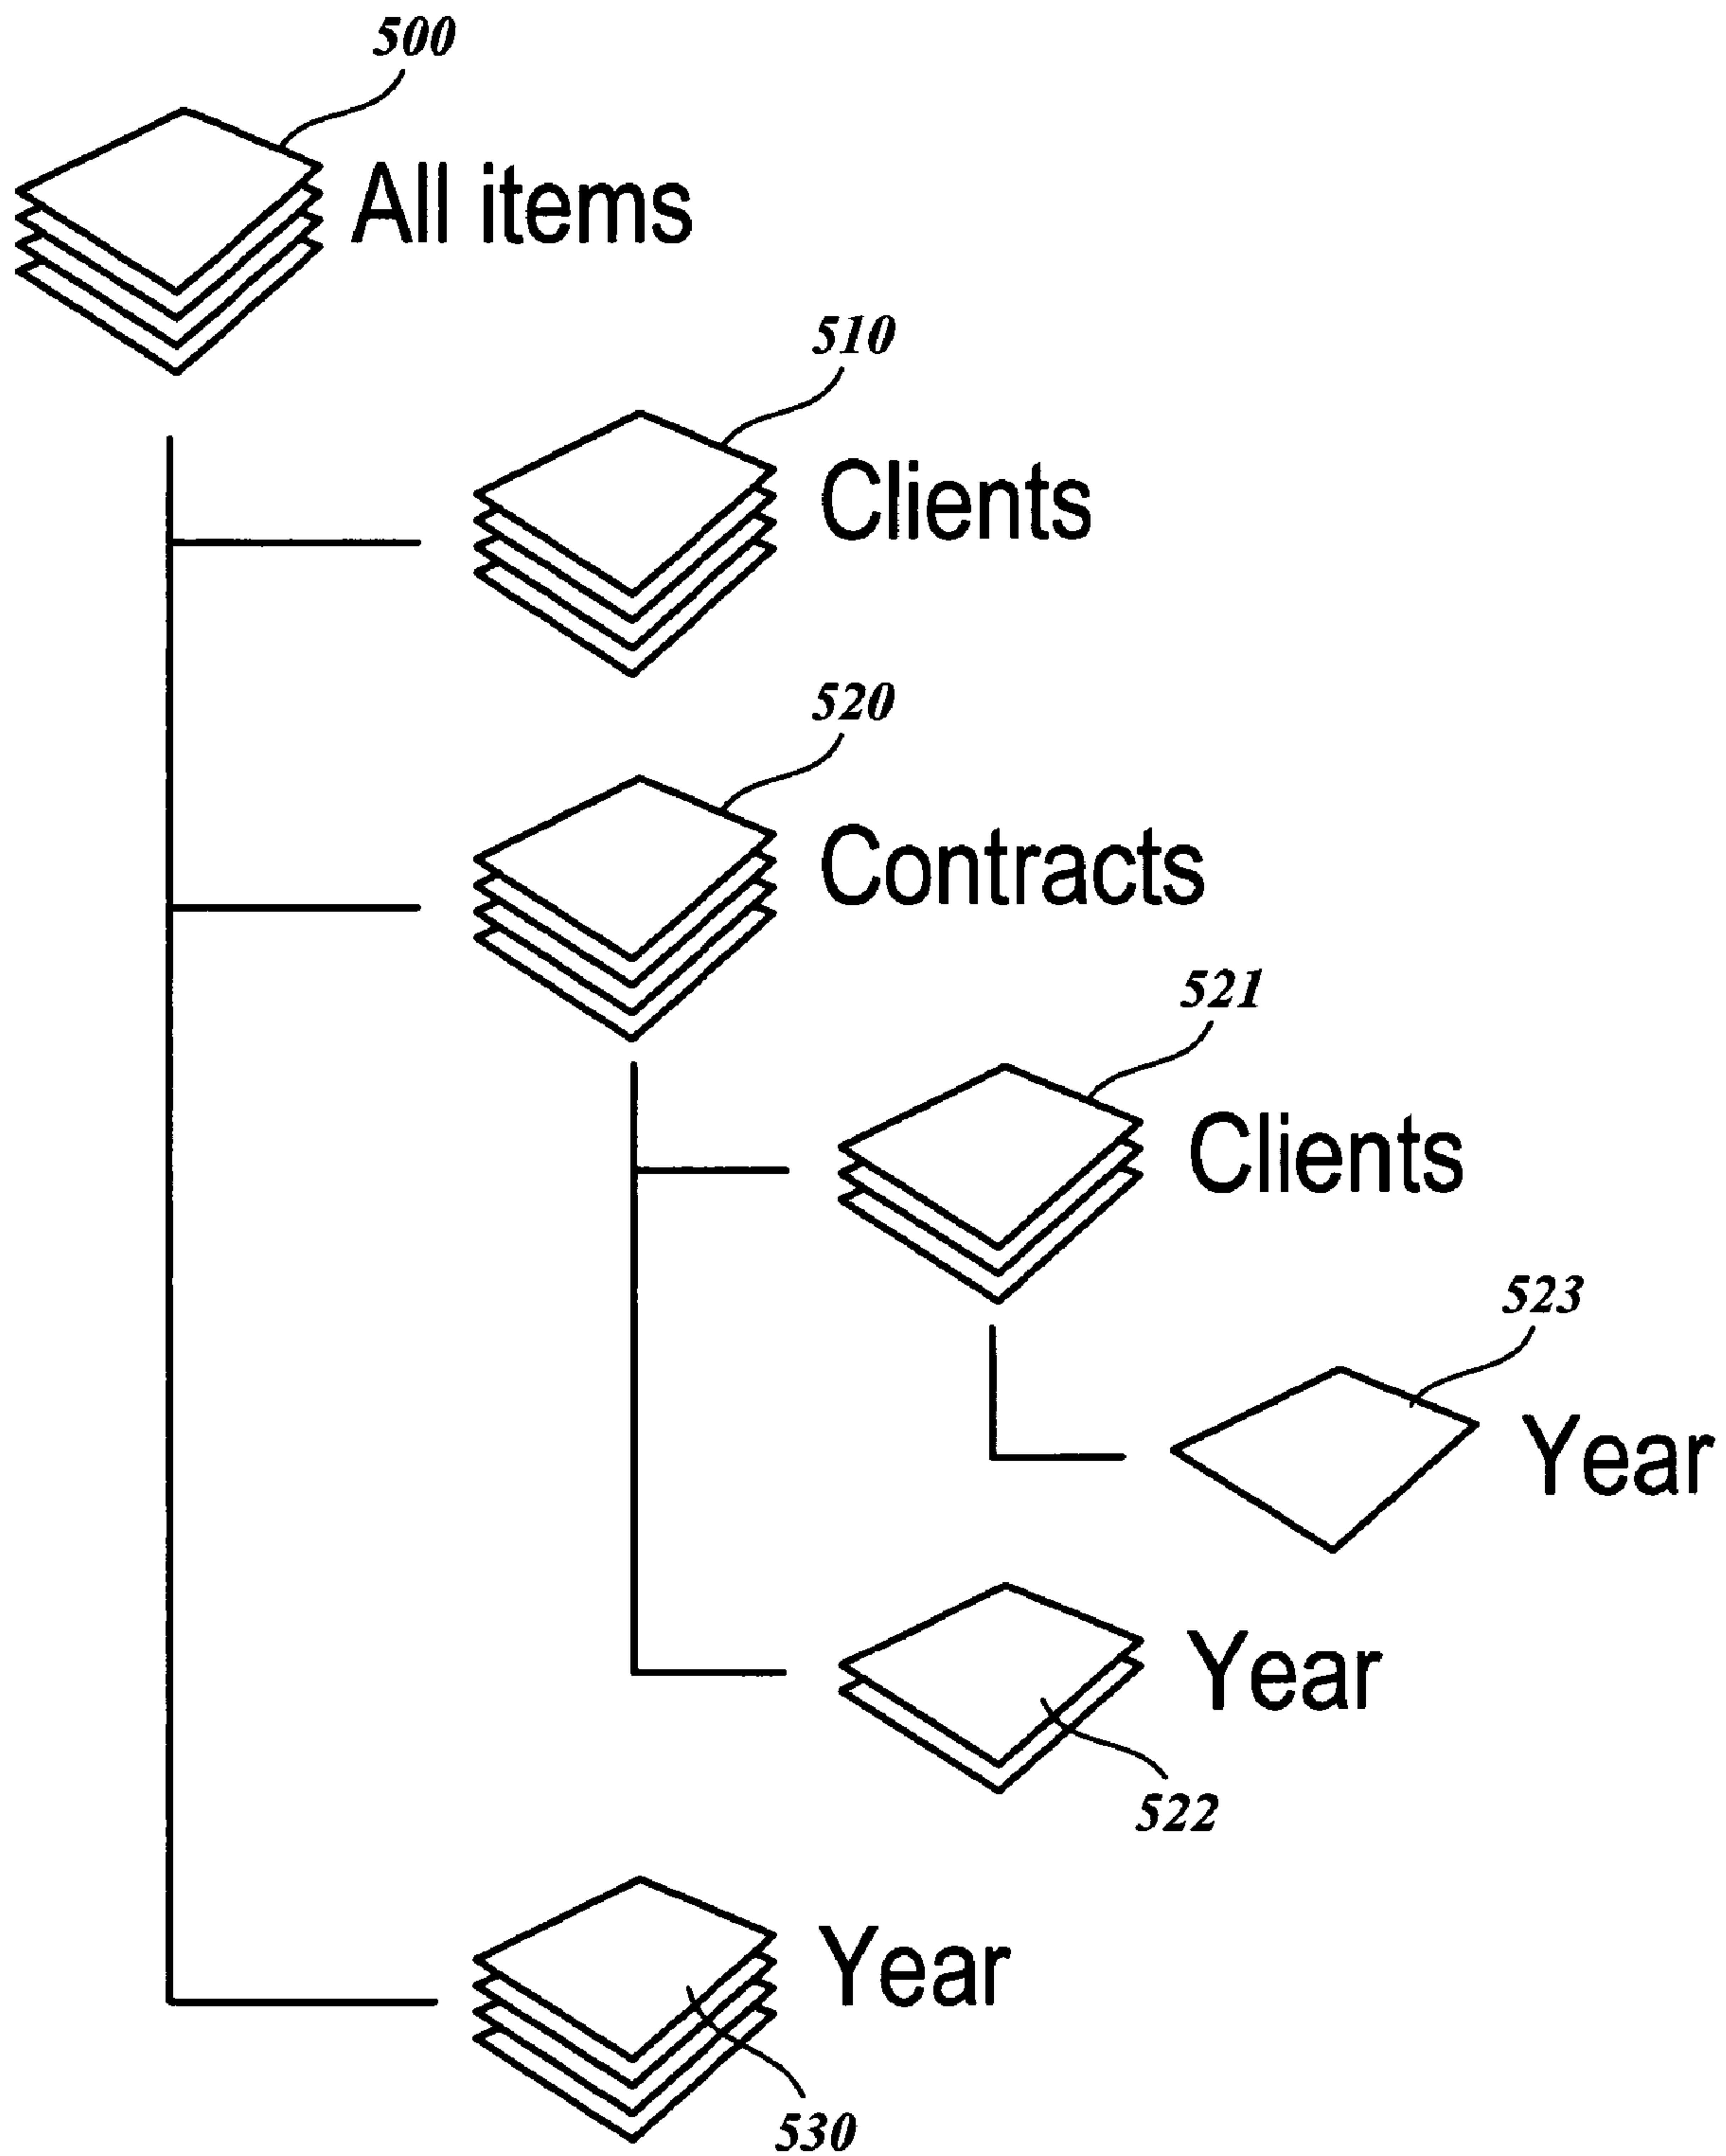 500
All items
510
Clients
520
Contracts
521
Clients
523
Year
Year
522
Year
530